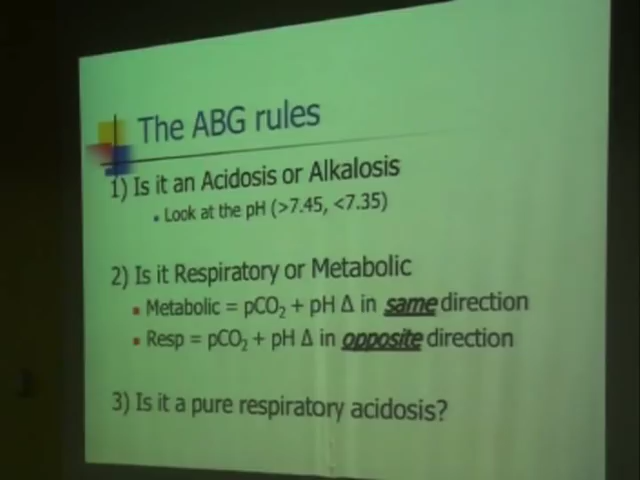 The ABG rules
1) Is it an Acidosis or Alkalosis
▪ Look at the pH (>7.45, <7.35)
2) Is it Respiratory or Metabolic
▪ Metabolic = pCO₂ + pH Δ in same direction
▪ Resp = pCO₂ + pH Δ in opposite direction
3) Is it a pure respiratory acidosis?